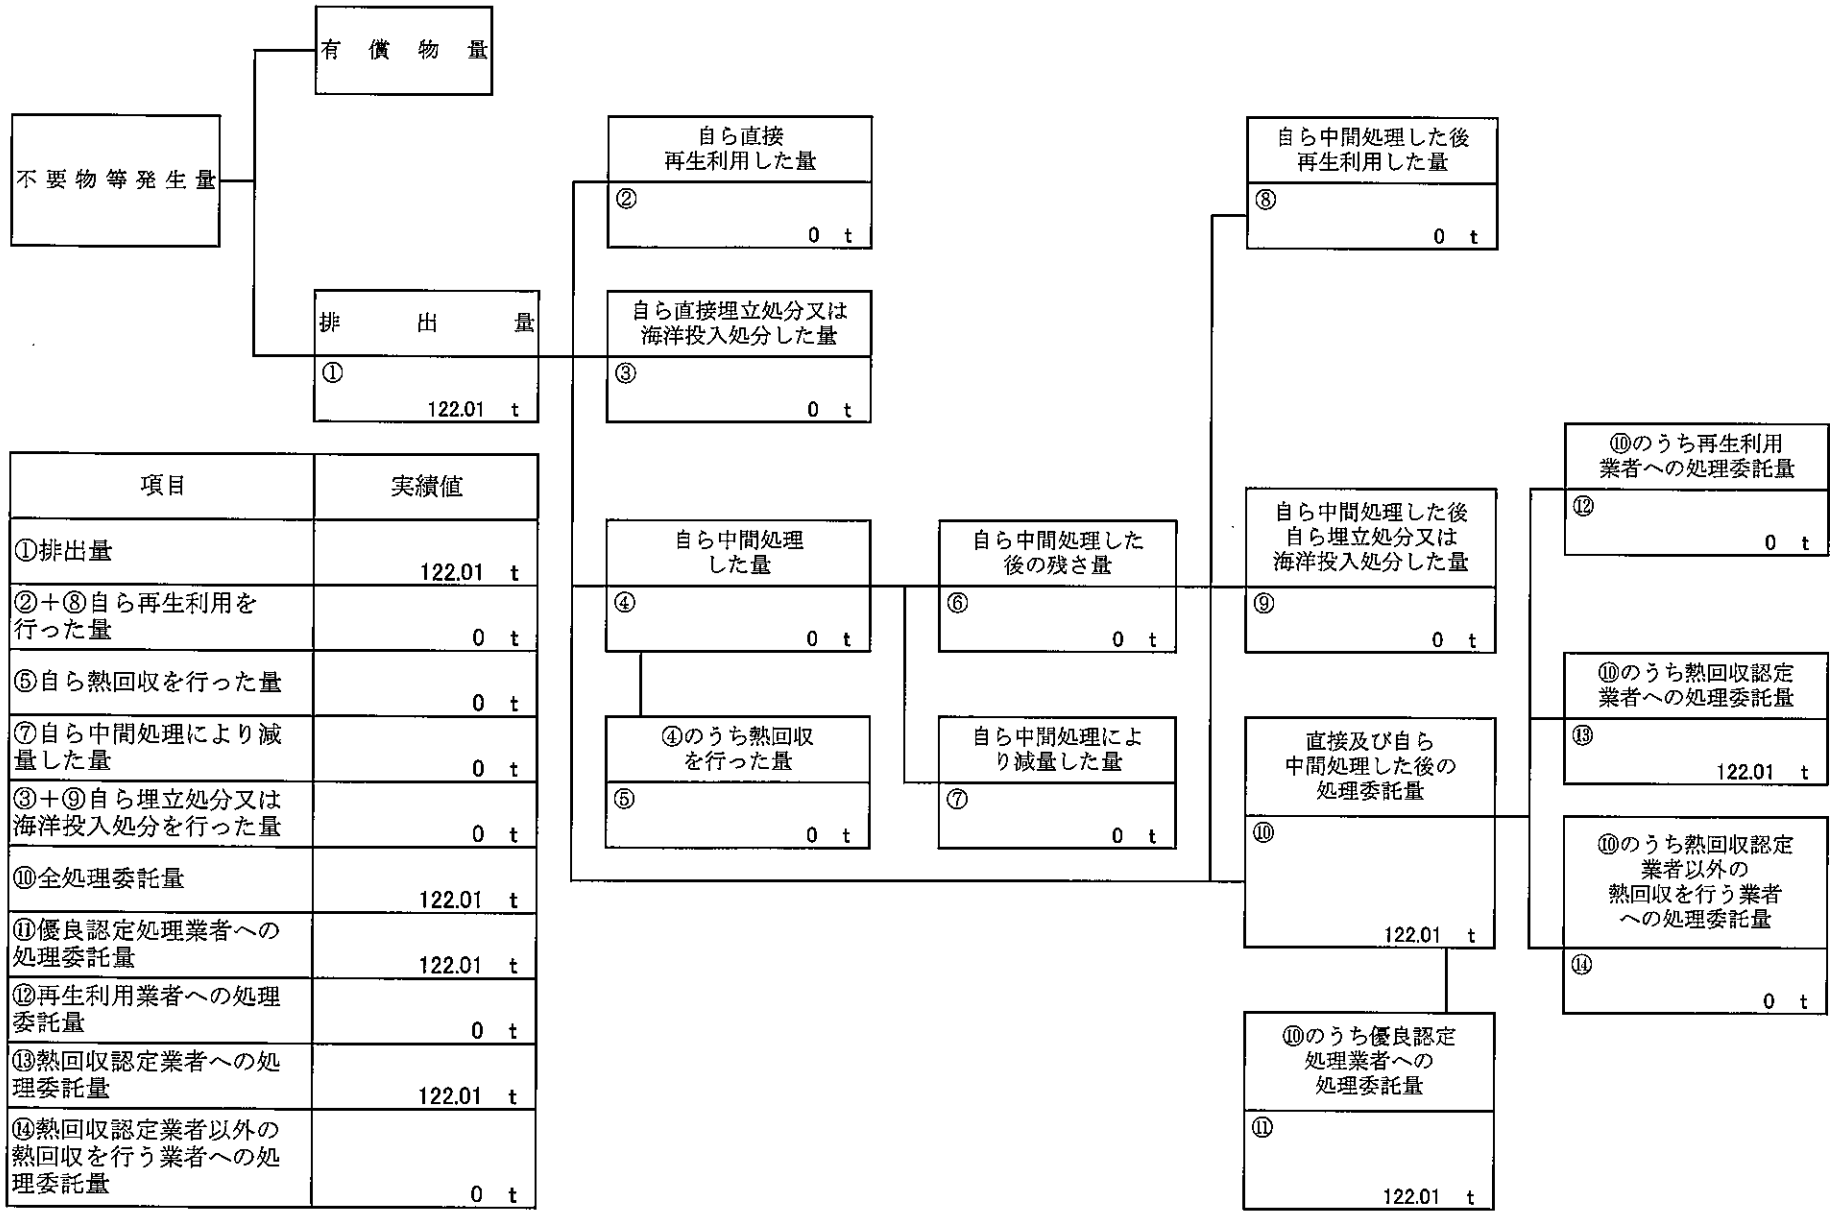 有償物量
不要物等発生量
排出量
①
122.01 t
自ら直接
再生利用した量
②
0 t
自ら直接埋立処分又は
海洋投入処分した量
③
0 t
自ら中間処理
した量
④
0 t
④のうち熱回収
を行った量
⑤
0 t
自ら中間処理した
後の残さ量
⑥
0 t
自ら中間処理によ
り減量した量
⑦
0 t
自ら中間処理した後
再生利用した量
⑧
0 t
自ら中間処理した後
自ら埋立処分又は
海洋投入処分した量
⑨
0 t
直接及び自ら
中間処理した後の
処理委託量
⑩
122.01 t
⑩のうち優良認定
処理業者への
処理委託量
⑪
122.01 t
⑩のうち再生利用
業者への処理委託量
⑫
0 t
⑩のうち熱回収認定
業者への処理委託量
⑬
122.01 t
⑩のうち熱回収認定
業者以外の
熱回収を行う業者
への処理委託量
⑭
0 t
項目 実績値
①排出量
122.01 t
②+⑧自ら再生利用を
行った量
0 t
⑤自ら熱回収を行った量
0 t
⑦自ら中間処理により減
量した量
0 t
③+⑨自ら埋立処分又は
海洋投入処分を行った量
0 t
⑩全処理委託量
122.01 t
⑪優良認定処理業者への
処理委託量
122.01 t
⑫再生利用業者への処理
委託量
0 t
⑬熱回収認定業者への処
理委託量
122.01 t
⑭熱回収認定業者以外の
熱回収を行う業者への処
理委託量
0 t